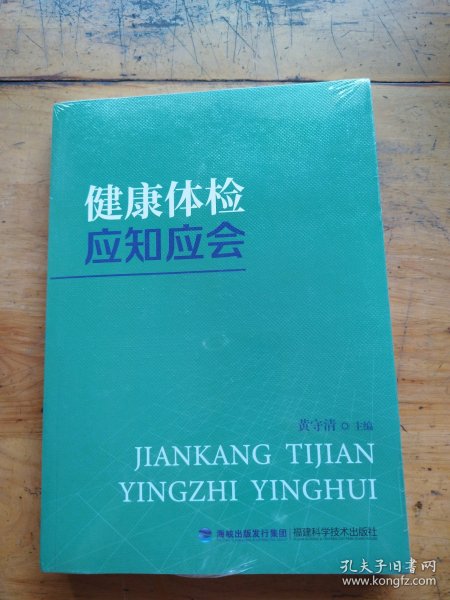 健康体检
应知应会
黄守清 主编
JIANKANG TIJIAN
YINGZHI YINGHUI
海峡出版发行集团 福建科学技术出版社
孔夫子旧书网
www.kongfz.com